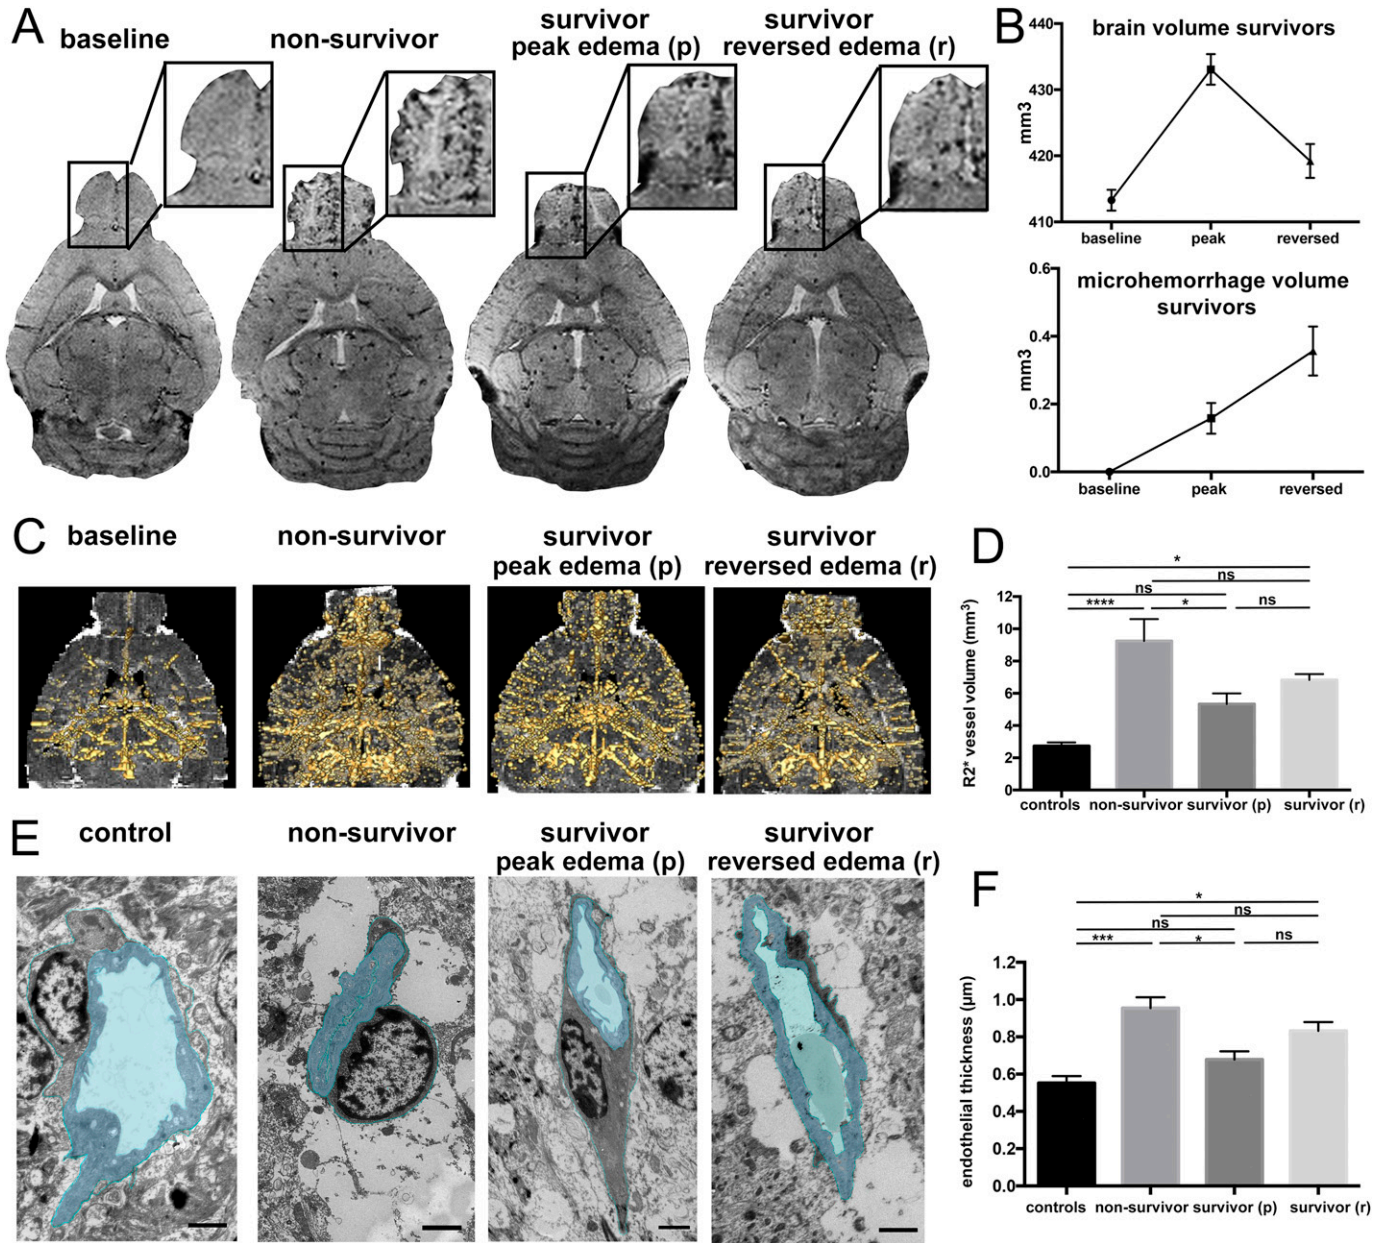 A
baseline
non-survivor
survivor
peak edema (p)
survivor
reversed edema (r)
B
brain volume survivors
440
430
420
410
mm3
baseline
peak
reversed
microhemorrhage volume
survivors
0.6
0.4
0.2
0.0
mm3
baseline
peak
reversed
C
baseline
non-survivor
survivor
peak edema (p)
survivor
reversed edema (r)
D
*
ns
ns
****
*
ns
12
10
8
6
4
2
0
R2* vessel volume (mm³)
controls
non-survivor
survivor (p)
survivor (r)
E
control
non-survivor
survivor
peak edema (p)
survivor
reversed edema (r)
F
*
ns
ns
***
*
ns
1.2
1.0
0.8
0.6
0.4
0.2
0.0
endothelial thickness (μm)
controls
non-survivor
survivor (p)
survivor (r)